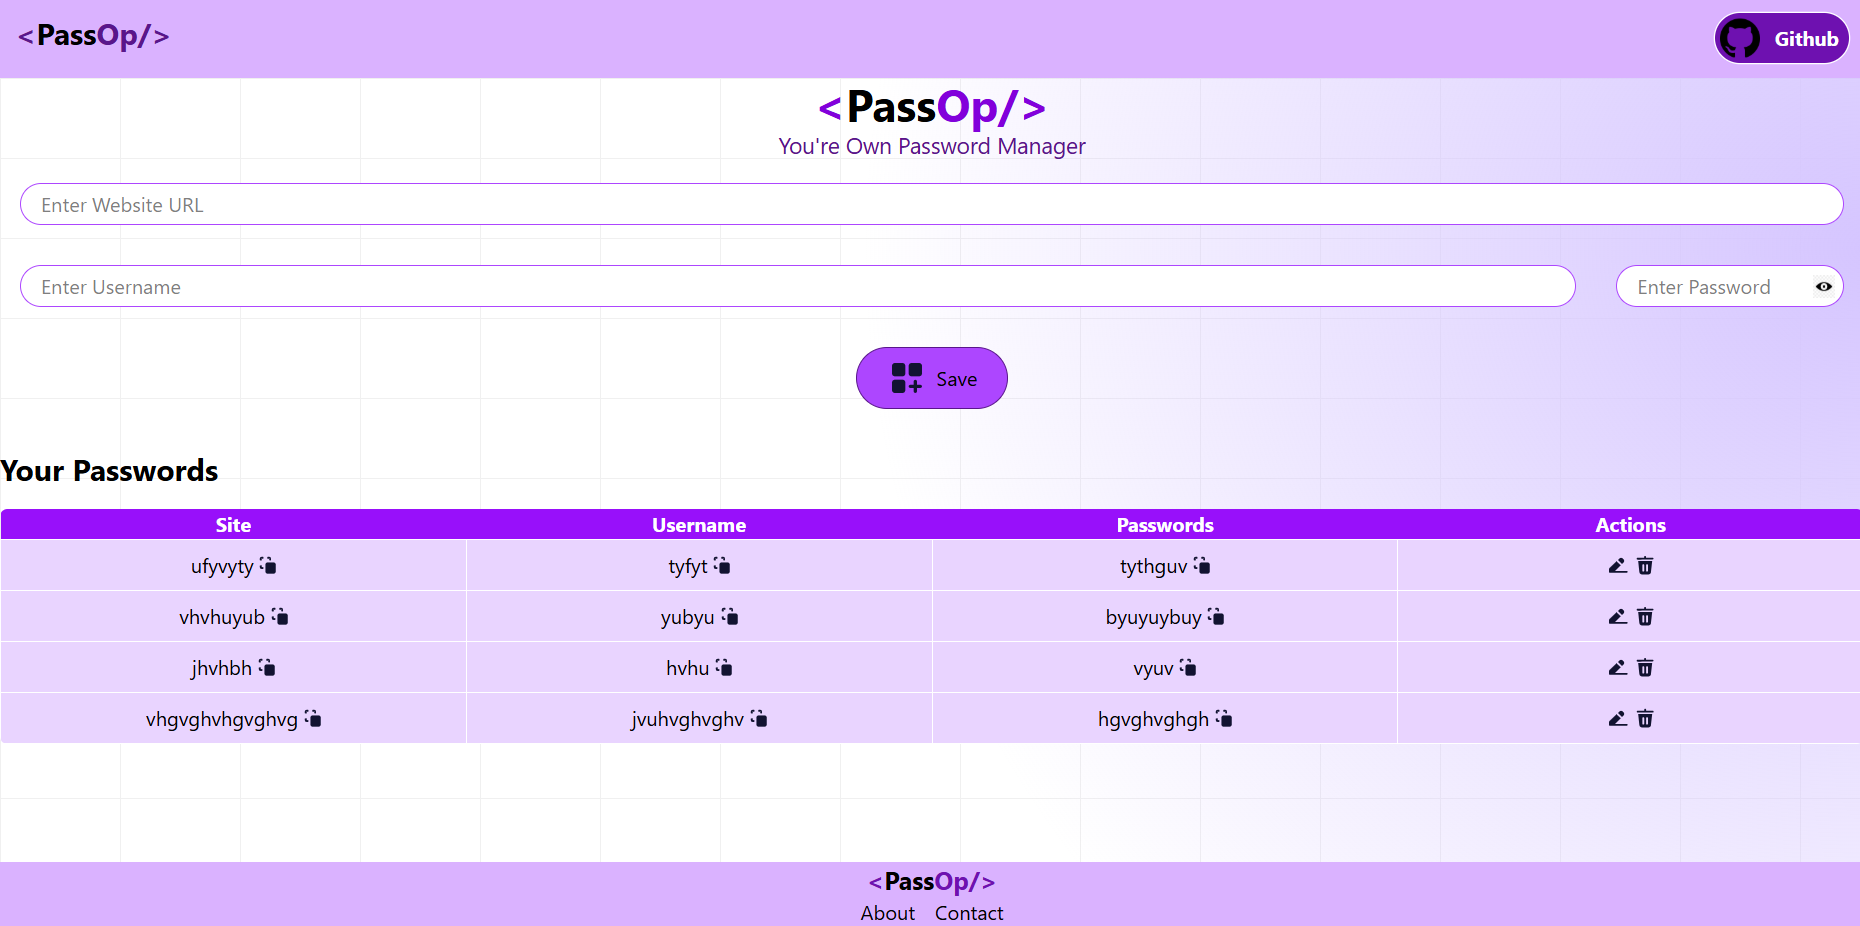 <PassOp/>
Github
<PassOp/>
You're Own Password Manager
Enter Website URL
Enter Username Enter Password
Save
Your Passwords
Site Username Passwords Actions
ufyvyty tyfyt tythguv
vhvhuyub yubyu byuyuybuy
jhvhbh hvhu vyuv
vhgvghvhgvghvg jvuhvghvghv hgvghvghgh
<PassOp/>
About Contact